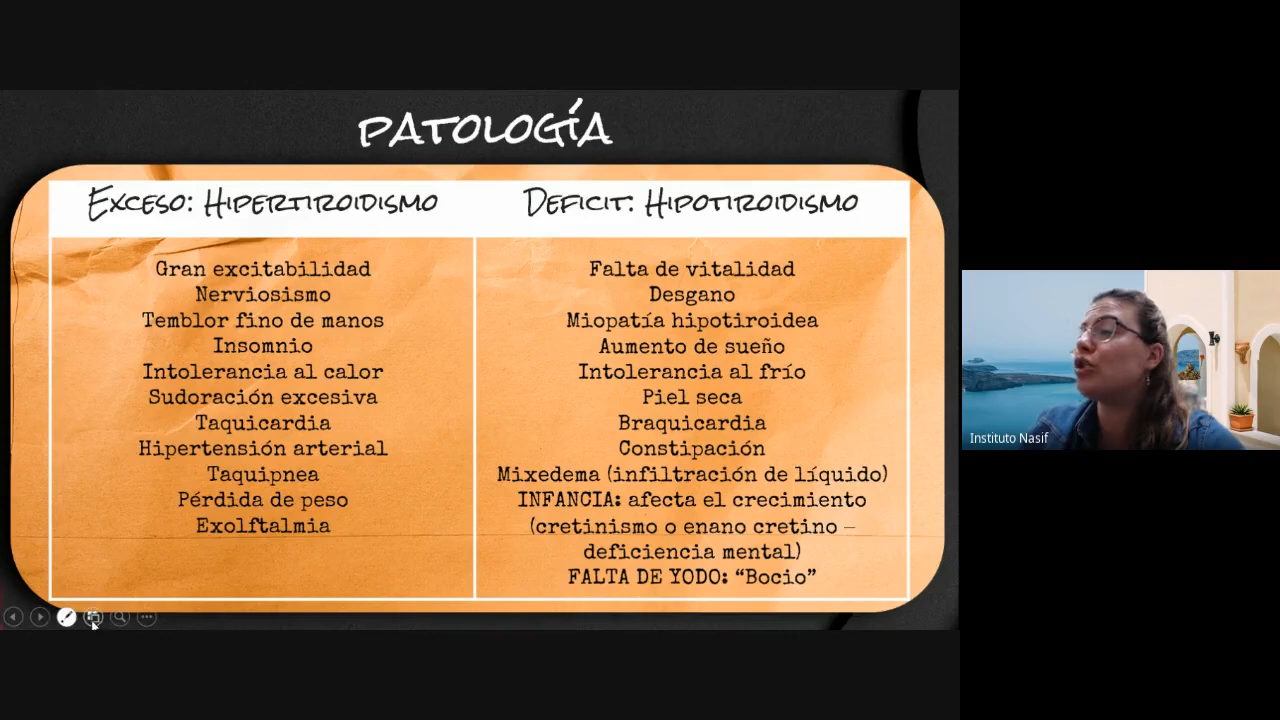 PATOLOGÍA
EXCESO: HIPERTIROIDISMO
DEFICIT: HIPOTIROIDISMO
Gran excitabilidad
Nerviosismo
Temblor fino de manos
Insomnio
Intolerancia al calor
Sudoración excesiva
Taquicardia
Hipertensión arterial
Taquipnea
Pérdida de peso
Exolftalmia
Falta de vitalidad
Desgano
Miopatía hipotiroidea
Aumento de sueño
Intolerancia al frío
Piel seca
Braquicardia
Constipación
Mixedema (infiltración de líquido)
INFANCIA: afecta el crecimiento
(cretinismo o enano cretino –
deficiencia mental)
FALTA DE YODO: “Bocio”
Instituto Nasif